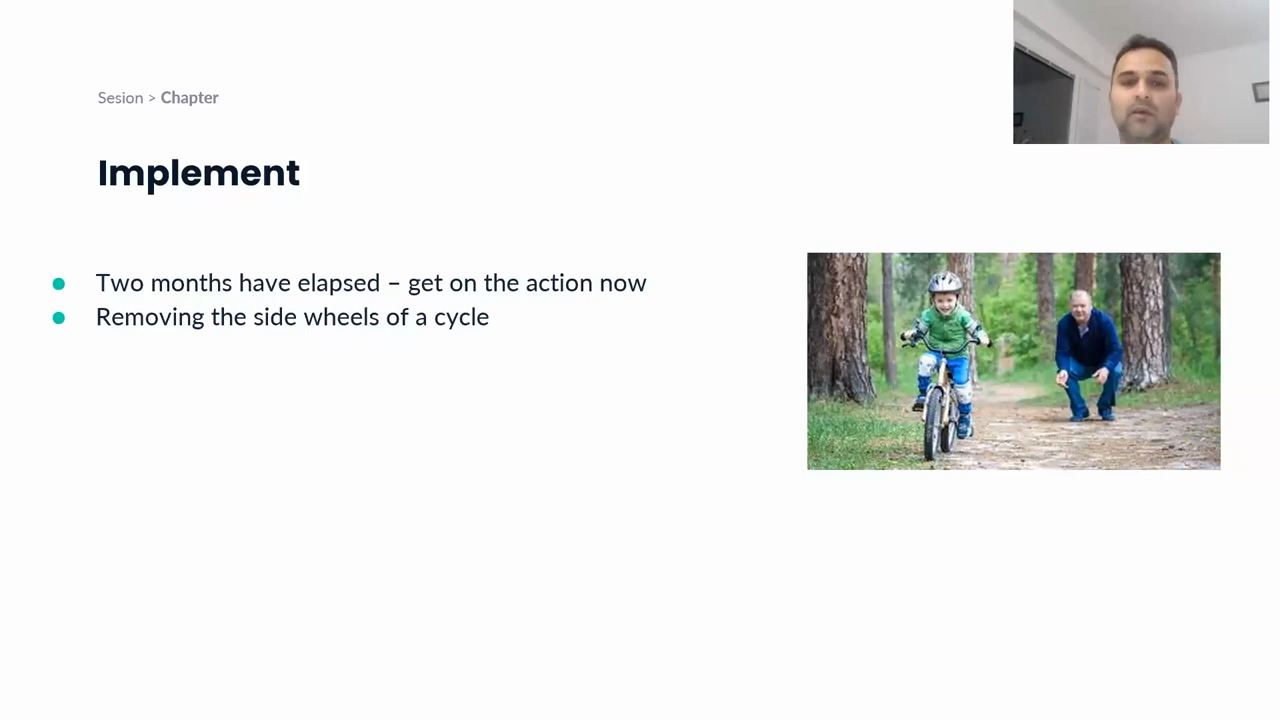 Sesion > Chapter
Implement
Two months have elapsed – get on the action now
Removing the side wheels of a cycle